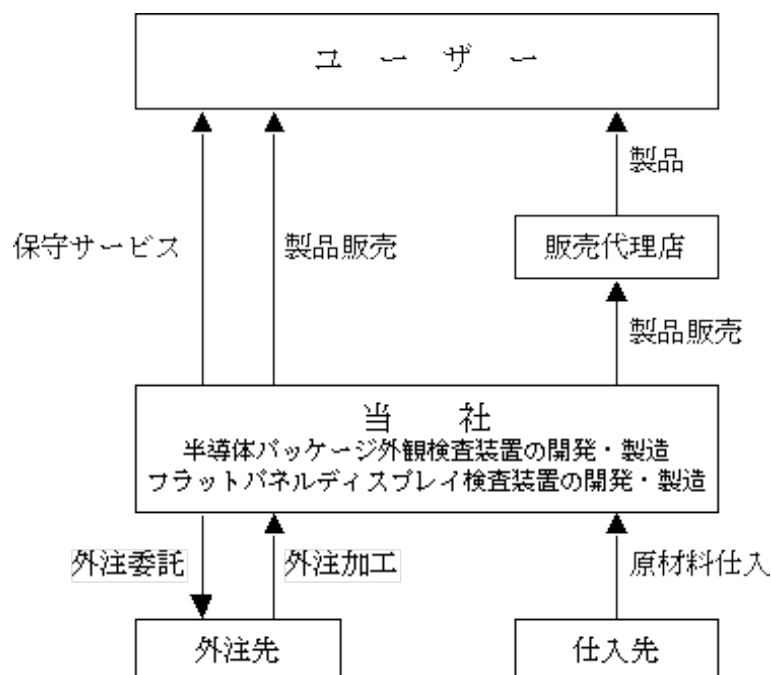 ユーザー
製品
保守サービス
製品販売
販売代理店
製品販売
当社
半導体パッケージ外観検査装置の開発・製造
フラットパネルディスプレイ検査装置の開発・製造
外注委託
外注加工
原材料仕入
外注先
仕入先